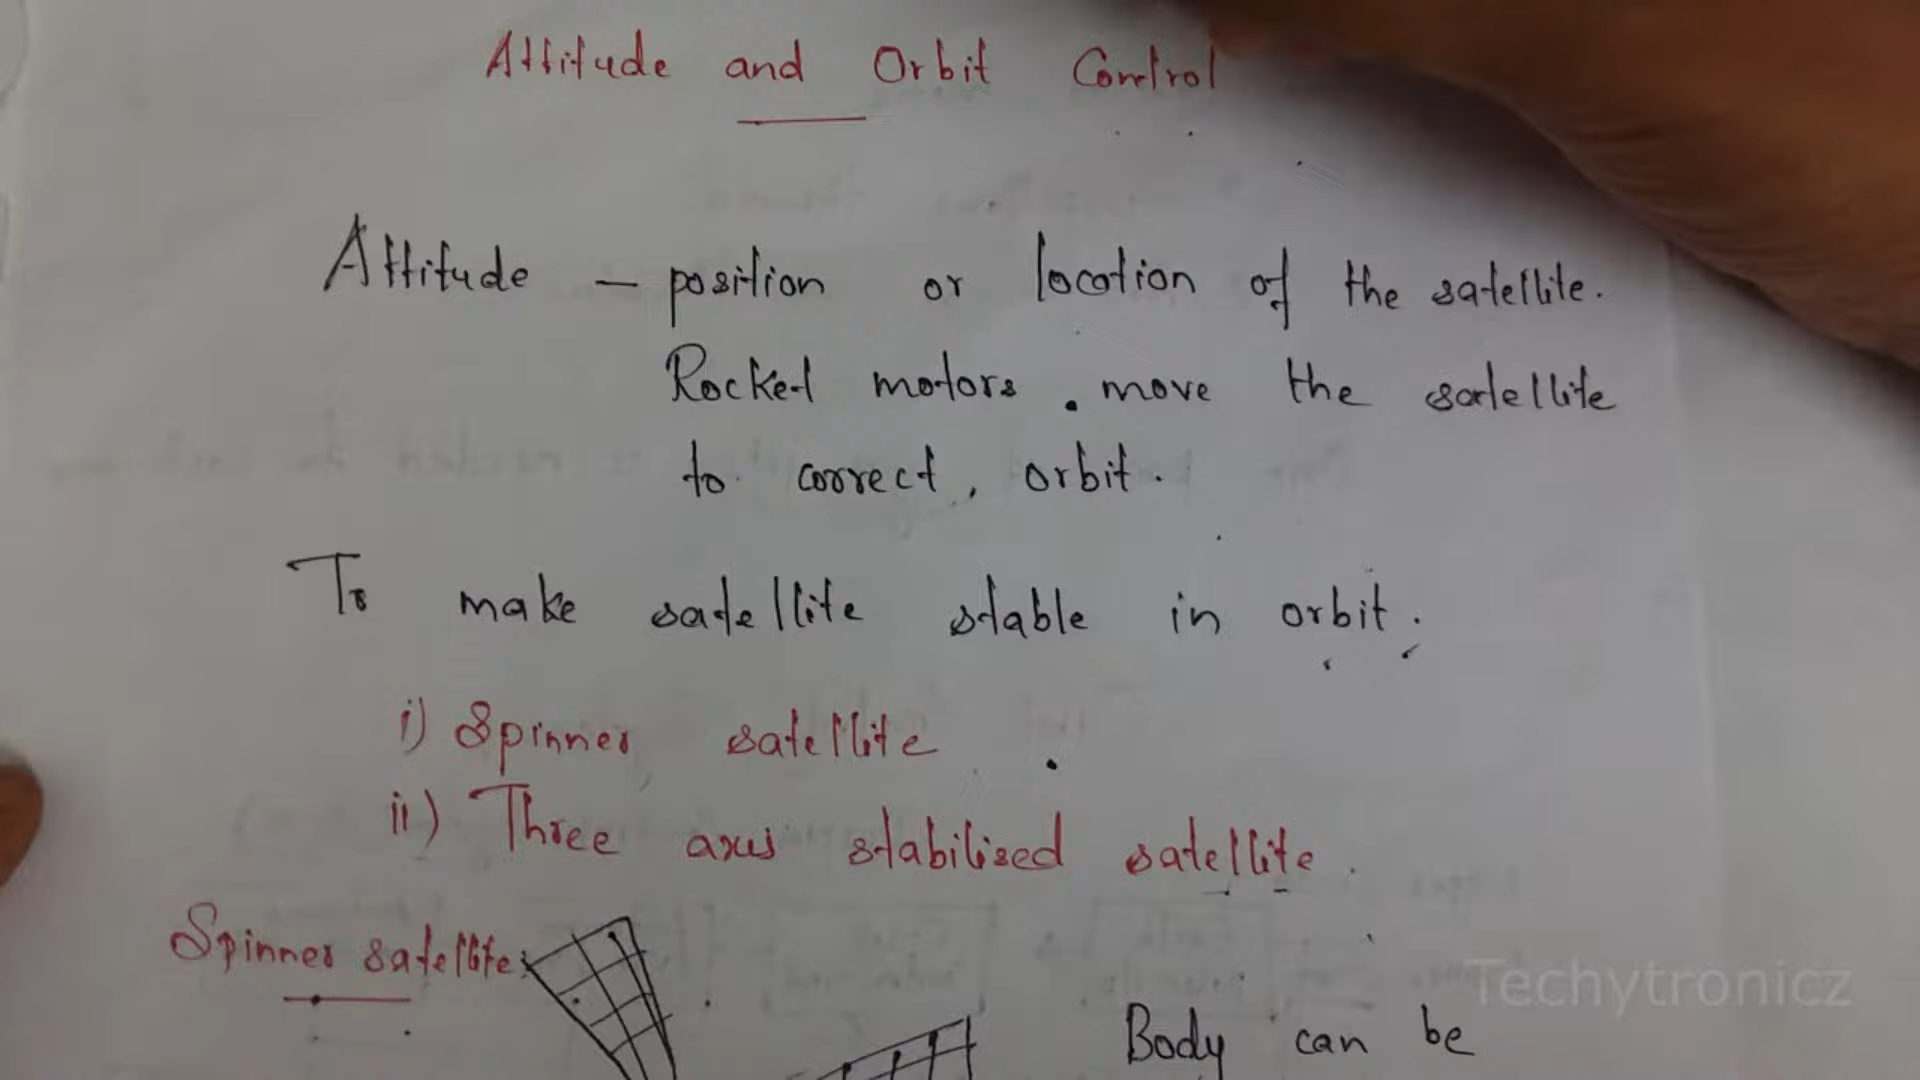 Attitude and Orbit Control
Attitude - position or location of the satellite.
Rocket motors move the satellite
to correct, orbit.
To make satellite stable in orbit.
i) Spinner satellite
ii) Three axis stabilised satellite.
Spinner satellite:
Techytronicz
Body can be